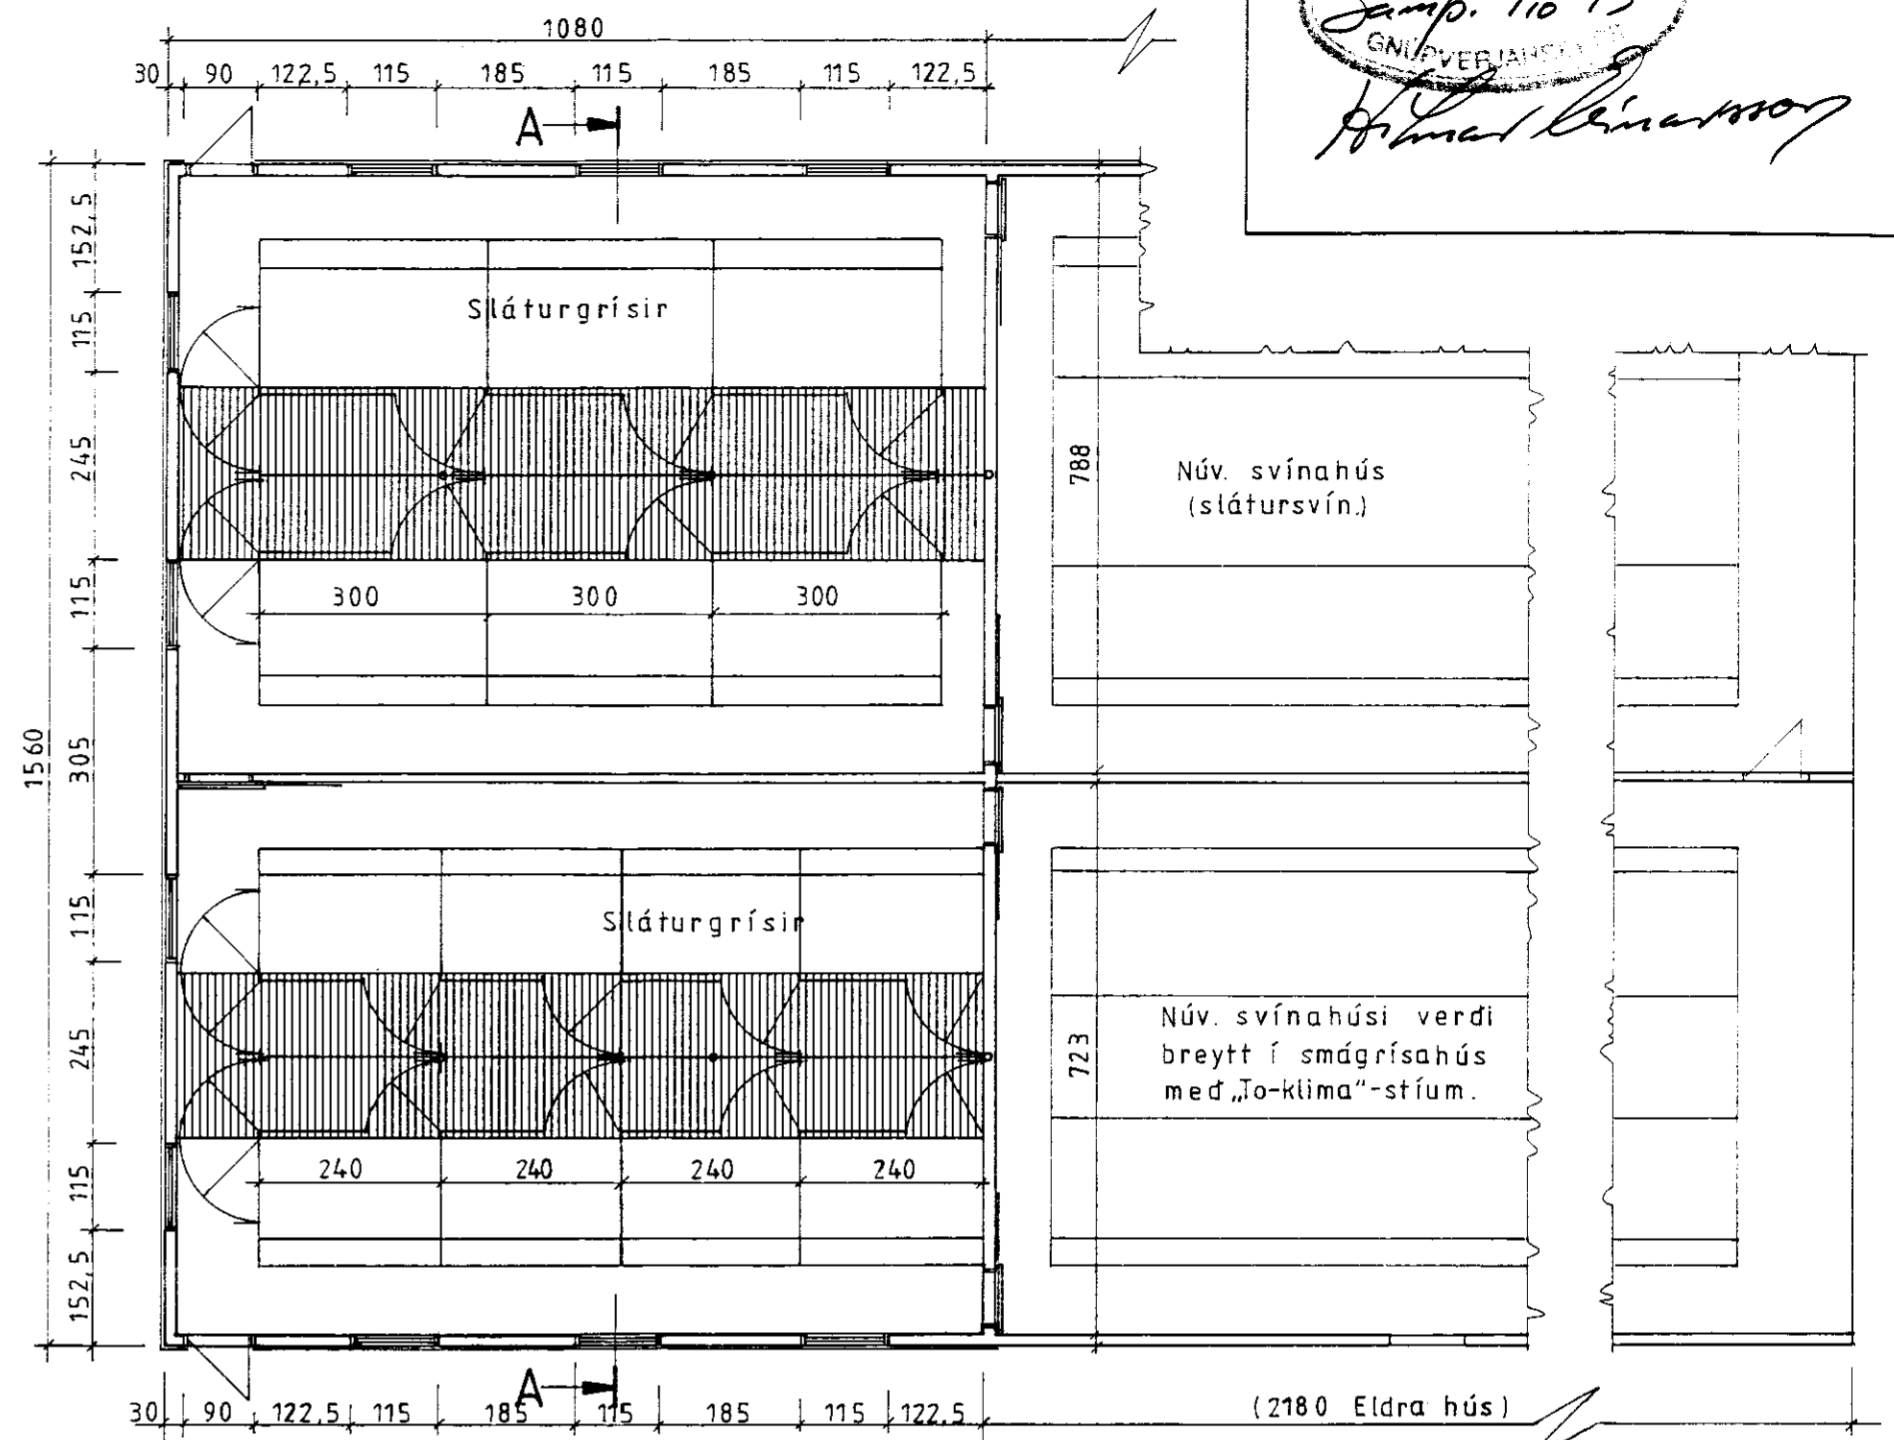 1080
30 90 122,5 115 185 115 185 115 122,5
GNÚPVERJAHR
A
1560
152,5
115
245
115
305
115
245
115
152,5
Sláturgrísir
300 300 300
788
Núv. svínahús
(slátursvín.)
Sláturgrísir
240 240 240 240
723
Núv. svínahúsi verði
breytt í smágrísahús
með „To-klima"-stíum.
A
30 90 122,5 115 185 115 185 115 122,5
(2180 Eldra hús)